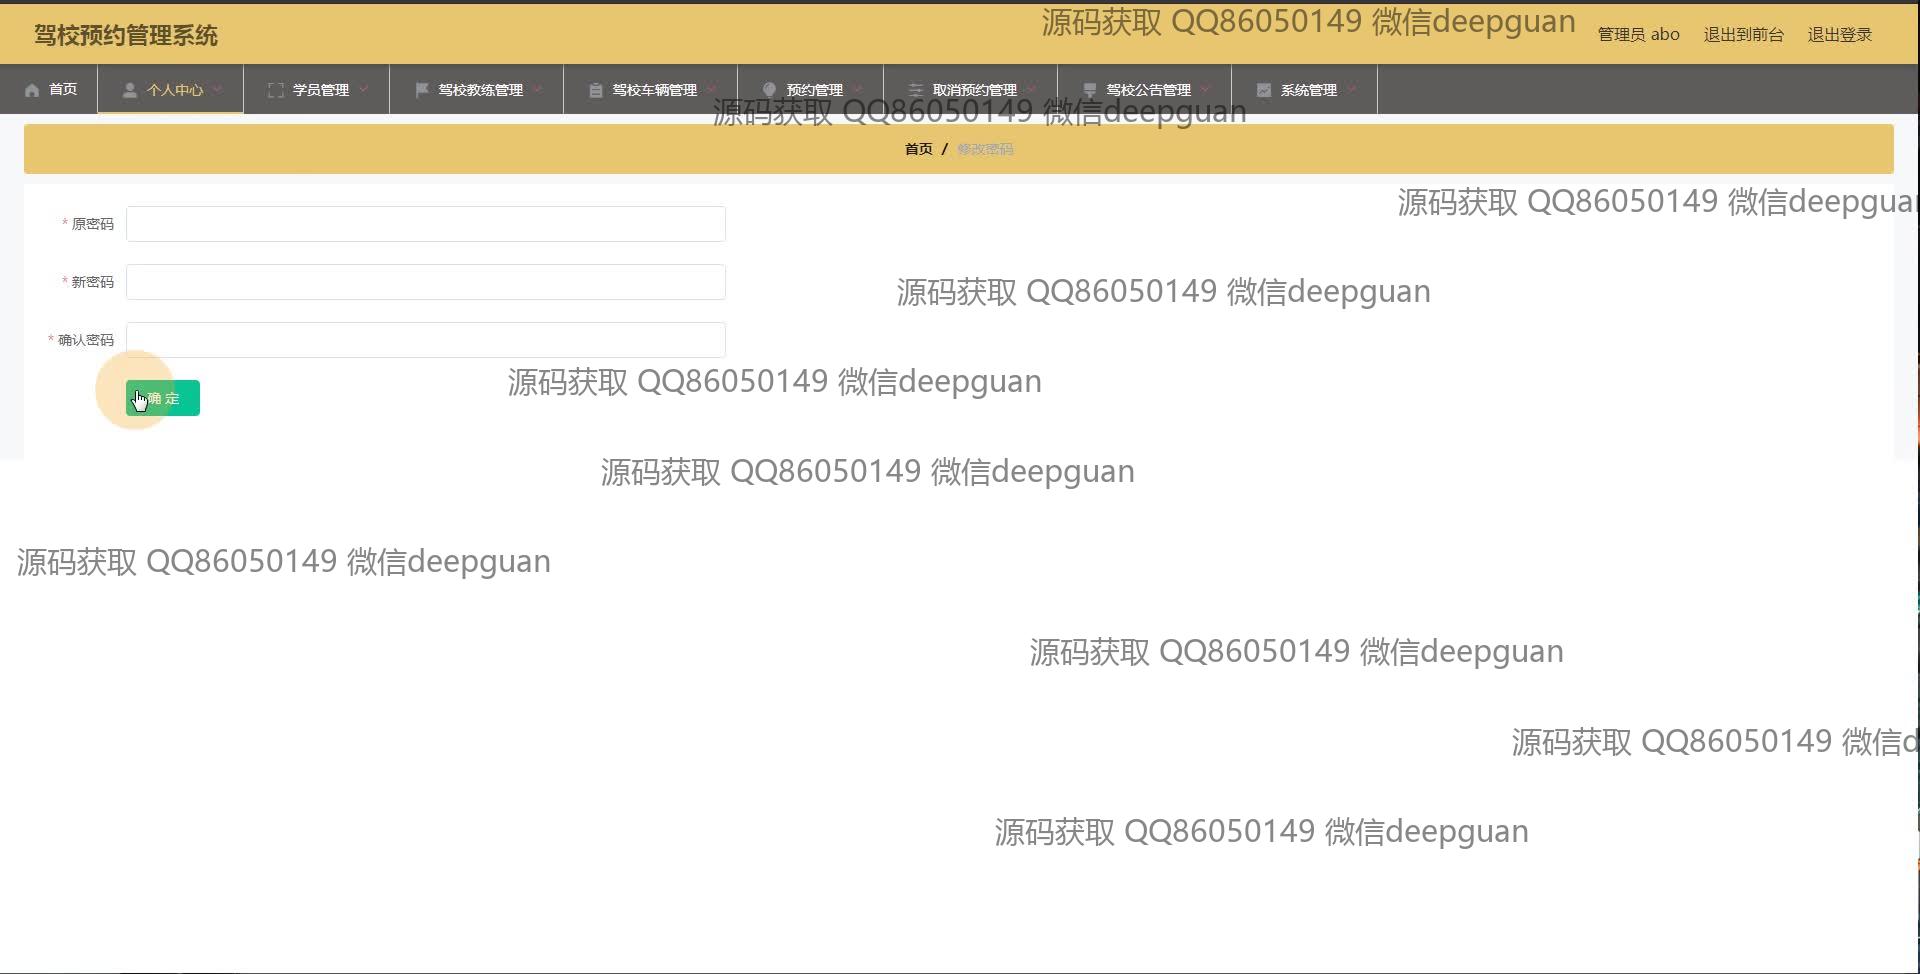 驾校预约管理系统
源码获取 QQ86050149 微信deepguan
管理员 abo
退出到前台
退出登录
首页
个人中心
学员管理
驾校教练管理
驾校车辆管理
预约管理
取消预约管理
驾校公告管理
系统管理
源码获取 QQ86050149 微信deepguan
首页 / 修改密码
源码获取 QQ86050149 微信deepguan
* 原密码
* 新密码
源码获取 QQ86050149 微信deepguan
* 确认密码
源码获取 QQ86050149 微信deepguan
确定
源码获取 QQ86050149 微信deepguan
源码获取 QQ86050149 微信deepguan
源码获取 QQ86050149 微信deepguan
源码获取 QQ86050149 微信d
源码获取 QQ86050149 微信deepguan